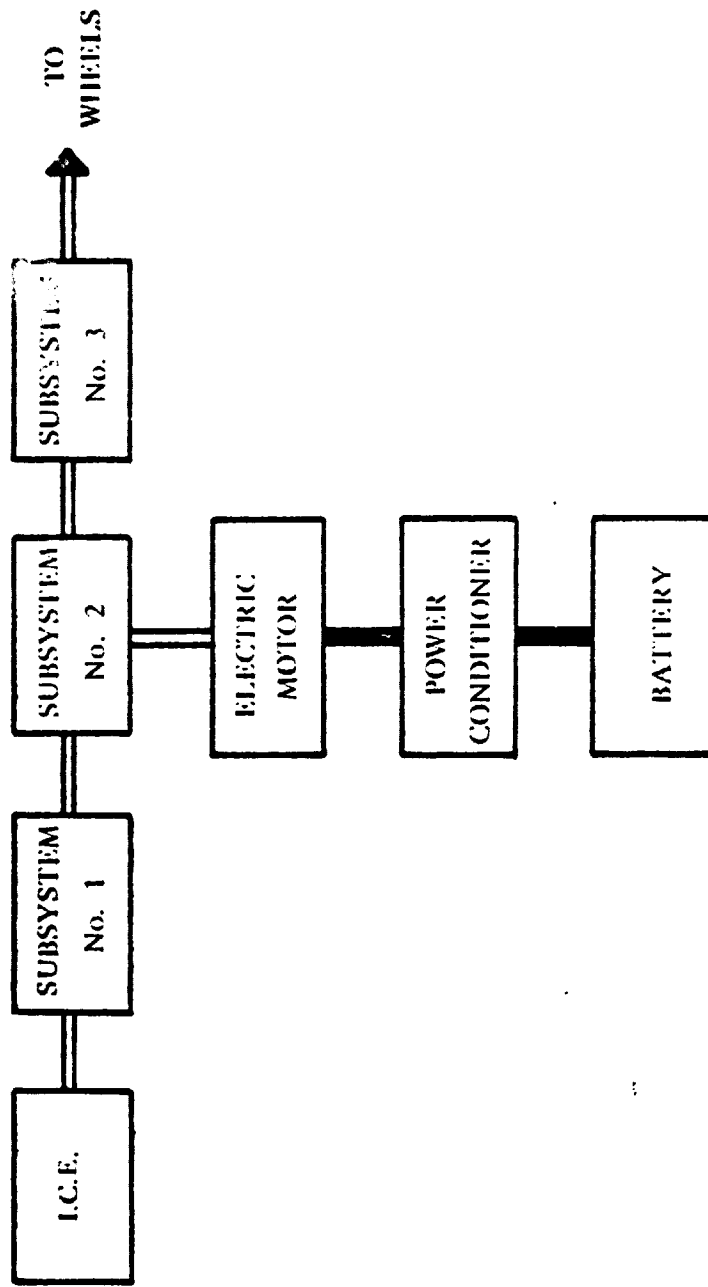 I.C.E.
SUBSYSTEM
No. 1
SUBSYSTEM
No. 2
SUBSYSTEM
No. 3
TO
WHEELS
ELECTRIC
MOTOR
POWER
CONDITIONER
BATTERY